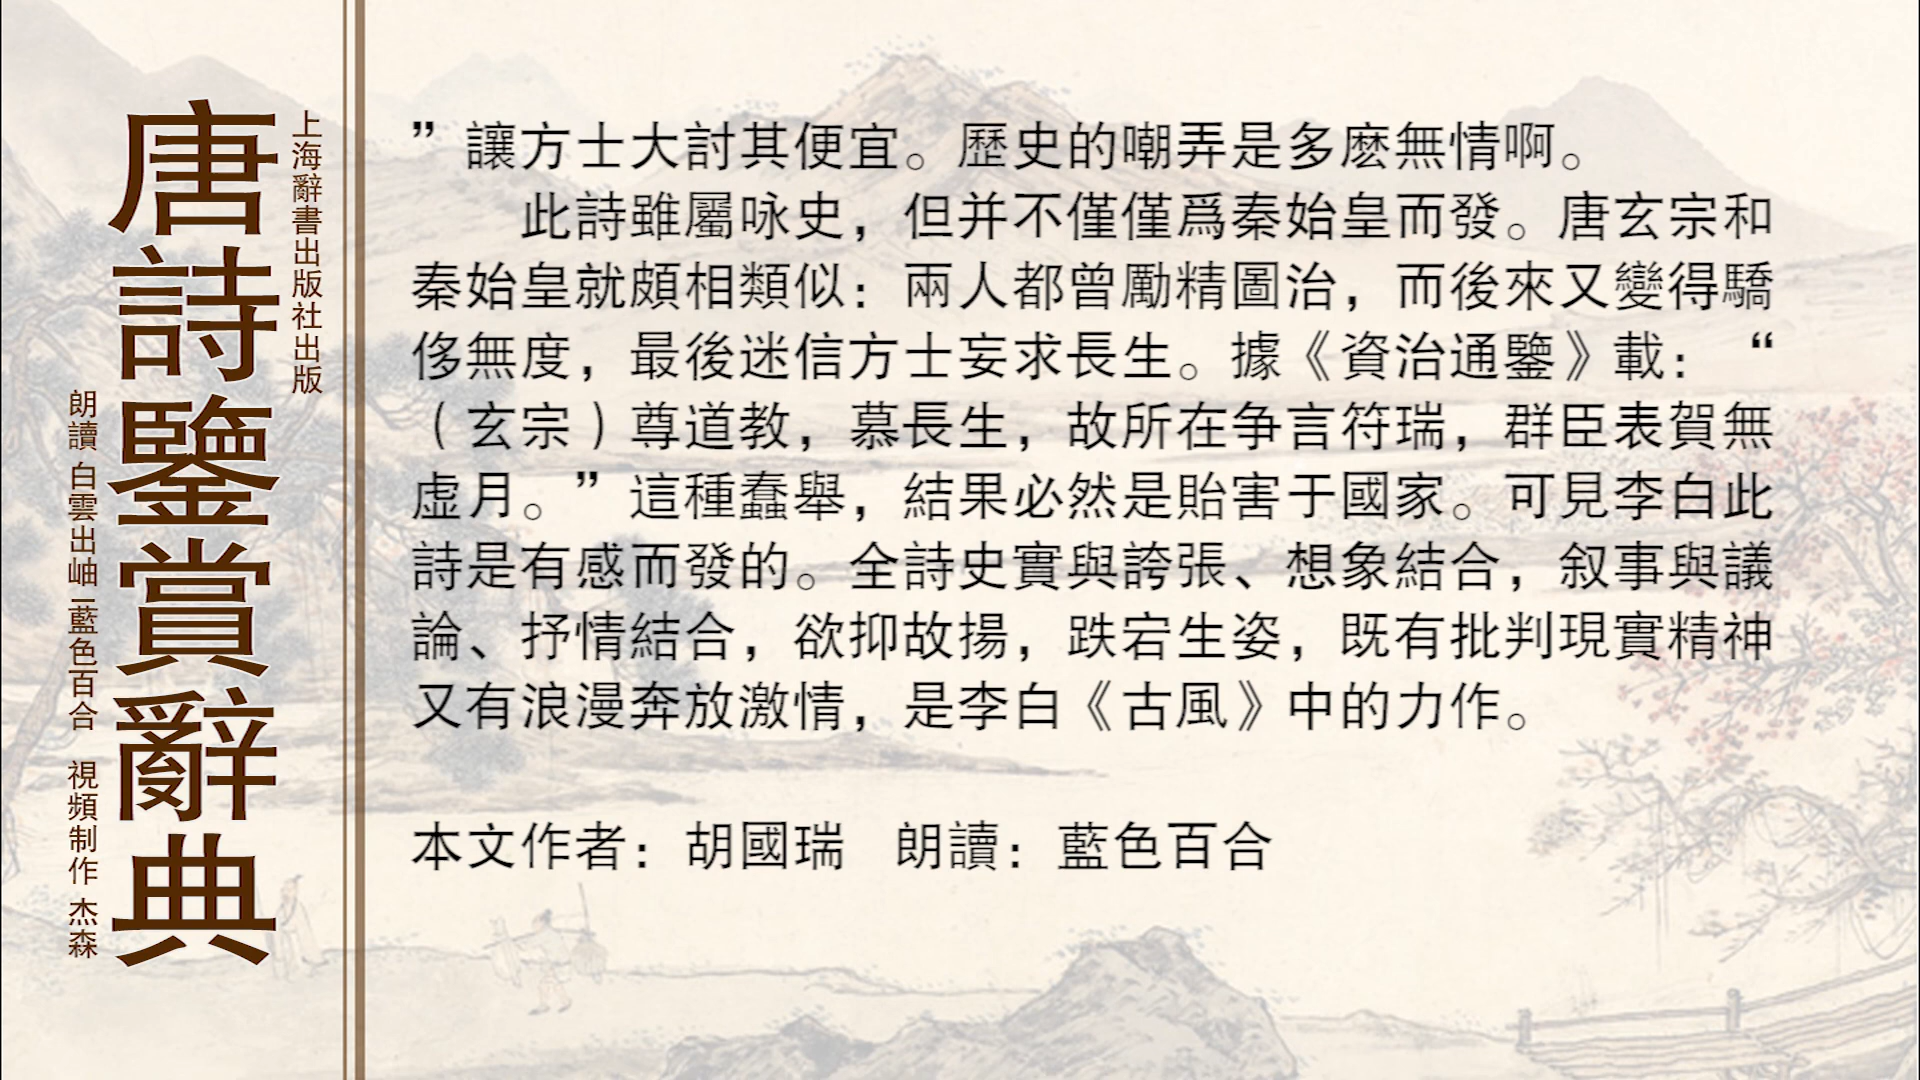 上海辭書出版社出版
唐詩鑒賞辭典
朗讀 白雲出岫 藍色百合 視頻制作 杰森
”讓方士大討其便宜。歷史的嘲弄是多麽無情啊。
此詩雖屬咏史，但并不僅僅爲秦始皇而發。唐玄宗和
秦始皇就頗相類似：兩人都曾勵精圖治，而後來又變得驕
侈無度，最後迷信方士妄求長生。據《資治通鑒》載：“
（玄宗）尊道教，慕長生，故所在争言符瑞，群臣表賀無
虚月。”這種蠢舉，結果必然是貽害于國家。可見李白此
詩是有感而發的。全詩史實與誇張、想象結合，叙事與議
論、抒情結合，欲抑故揚，跌宕生姿，既有批判現實精神
又有浪漫奔放激情，是李白《古風》中的力作。
本文作者：胡國瑞 朗讀：藍色百合